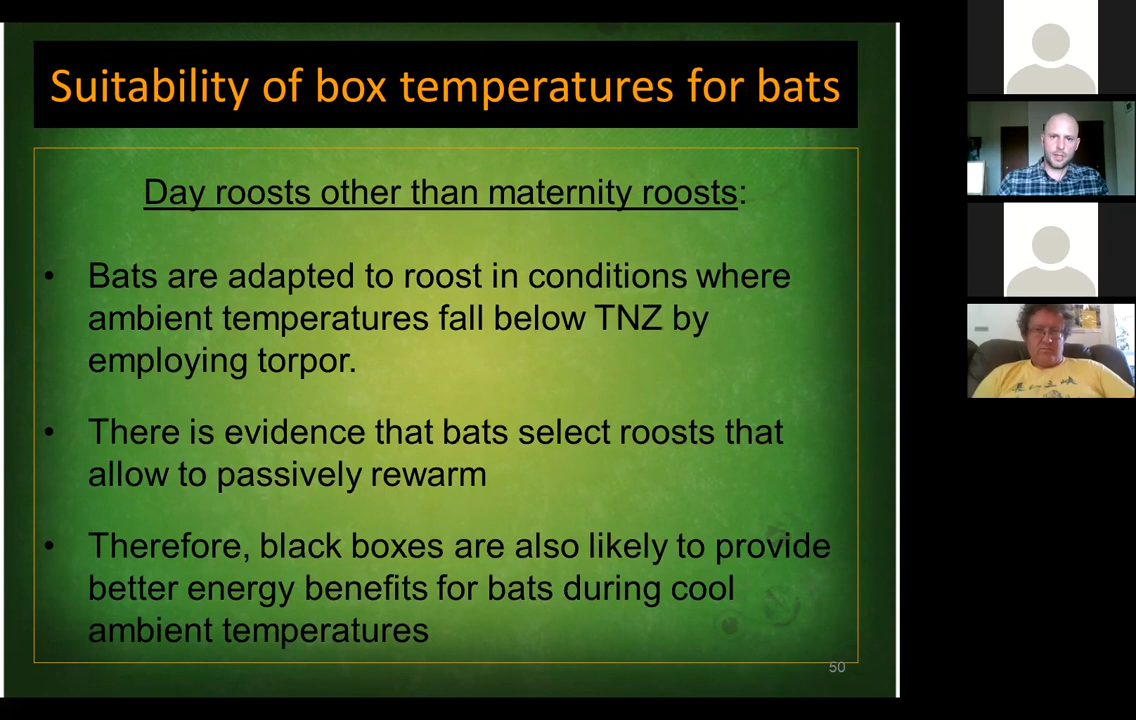 Suitability of box temperatures for bats
Day roosts other than maternity roosts:
• Bats are adapted to roost in conditions where
ambient temperatures fall below TNZ by
employing torpor.
• There is evidence that bats select roosts that
allow to passively rewarm
• Therefore, black boxes are also likely to provide
better energy benefits for bats during cool
ambient temperatures
50